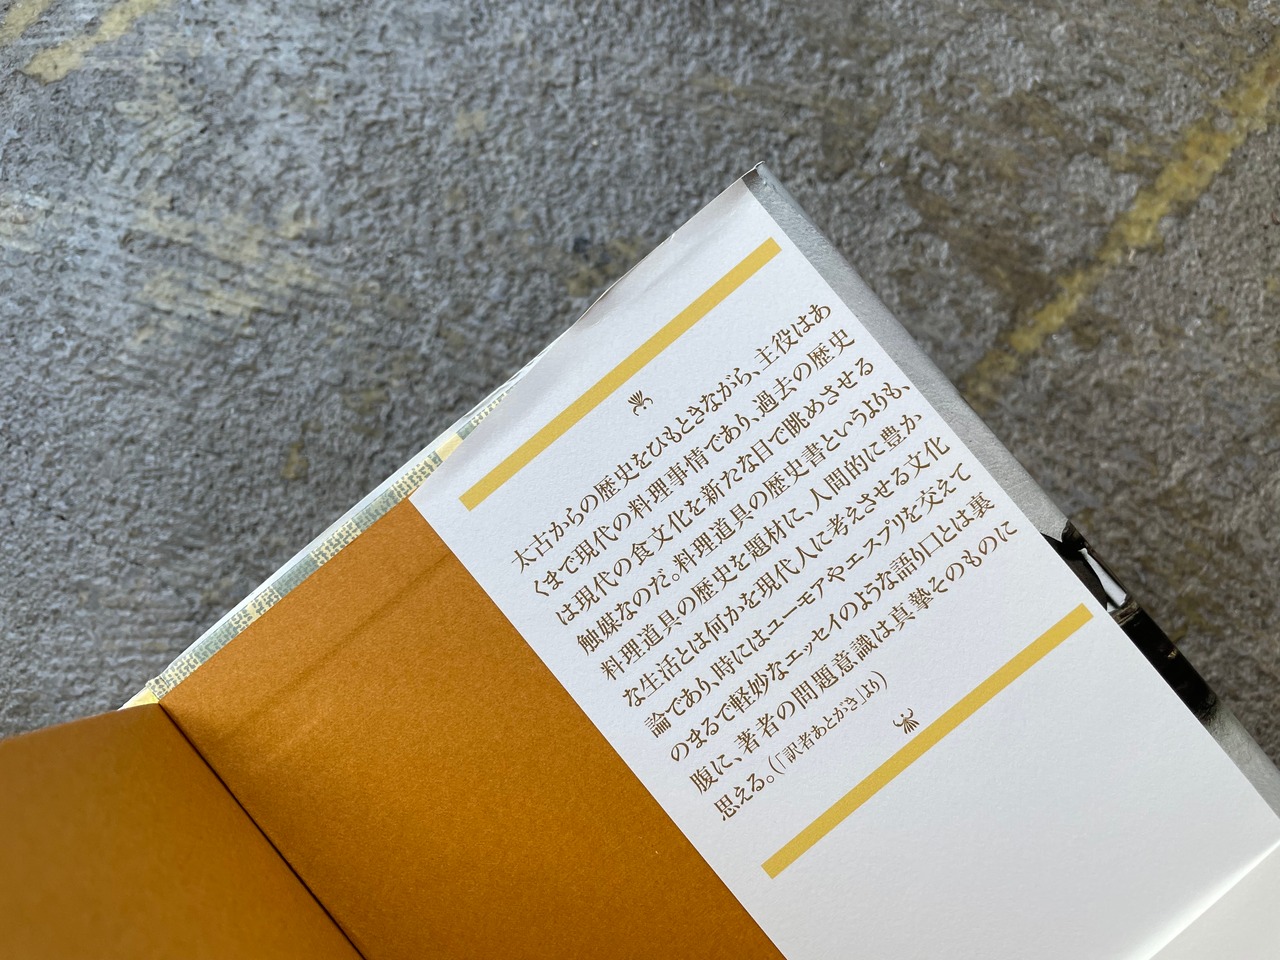 太古からの歴史をひもときながら、主役はあ
くまで現代の料理事情であり、過去の歴史
は現代の食文化を新たな目で眺めさせる
触媒なのだ。料理道具の歴史書というよりも、
料理道具の歴史を題材に、人間的に豊か
な生活とは何かを現代人に考えさせる文化
論であり、時にはユーモアやエスプリを交えて
のまるで軽妙なエッセイのような語り口とは裏
腹に、著者の問題意識は真摯そのものに
思える。(「訳者あとがき」より)